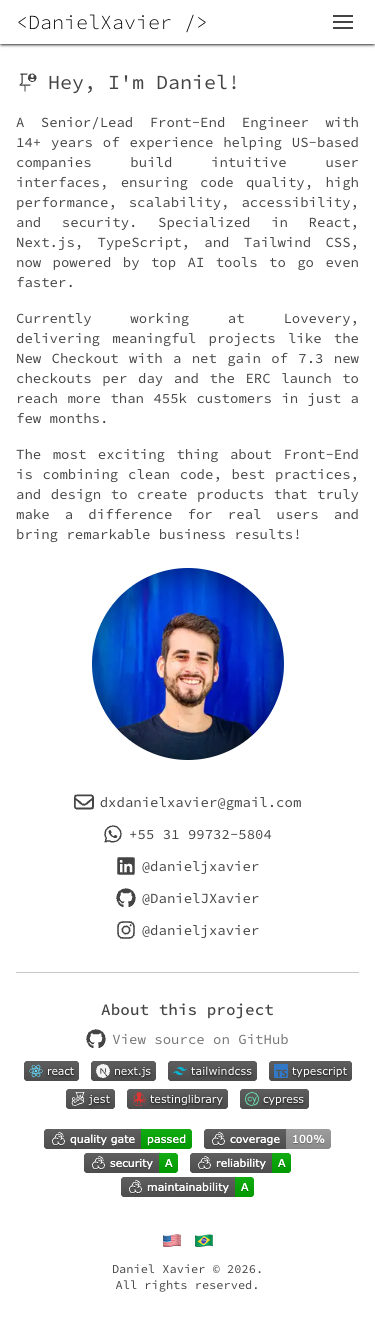 <DanielXavier />
Hey, I'm Daniel!
A Senior/Lead Front-End Engineer with
14+ years of experience helping US-based
companies build intuitive user
interfaces, ensuring code quality, high
performance, scalability, accessibility,
and security. Specialized in React,
Next.js, TypeScript, and Tailwind CSS,
now powered by top AI tools to go even
faster.
Currently working at Lovevery,
delivering meaningful projects like the
New Checkout with a net gain of 7.3 new
checkouts per day and the ERC launch to
reach more than 455k customers in just a
few months.
The most exciting thing about Front-End
is combining clean code, best practices,
and design to create products that truly
make a difference for real users and
bring remarkable business results!
dxdanielxavier@gmail.com
+55 31 99732-5804
@danieljxavier
@DanielJXavier
@danieljxavier
About this project
View source on GitHub
react next.js tailwindcss typescript
jest testinglibrary cypress
quality gate passed coverage 100%
security A reliability A
maintainability A
Daniel Xavier © 2026.
All rights reserved.